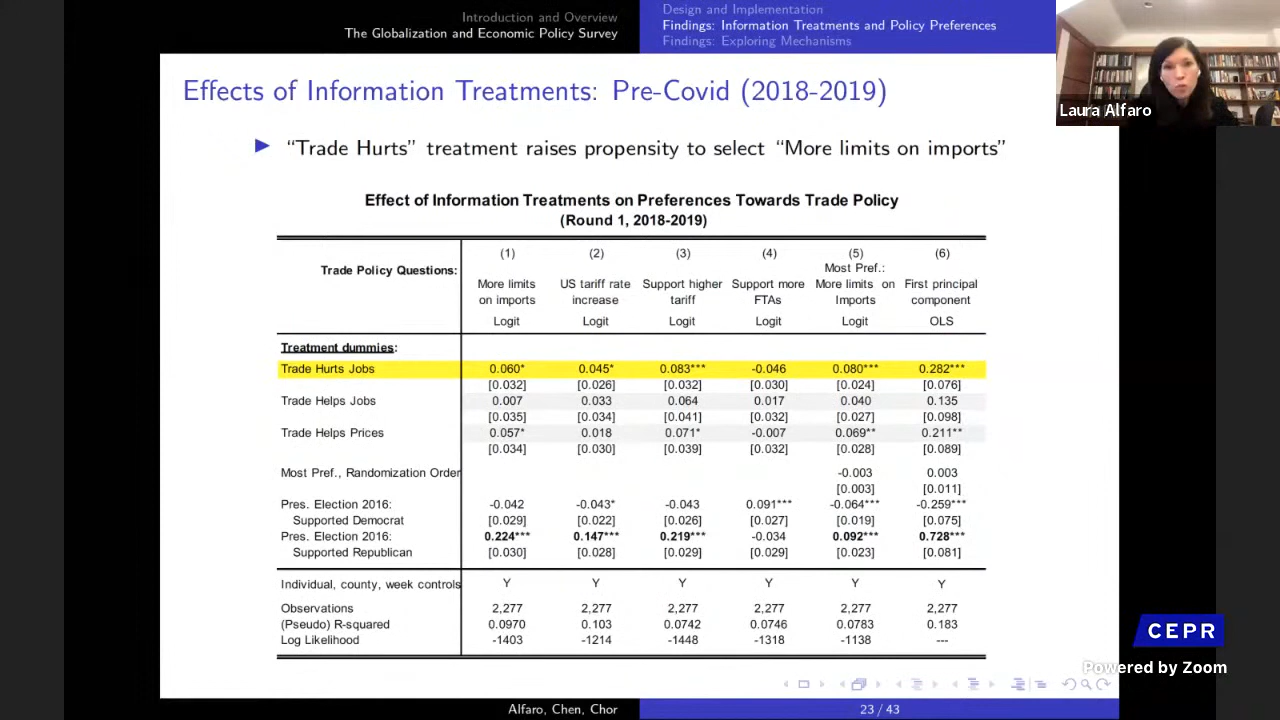 Introduction and Overview
The Globalization and Economic Policy Survey
Design and Implementation
Findings: Information Treatments and Policy Preferences
Findings: Exploring Mechanisms
Laura Alfaro
Effects of Information Treatments: Pre-Covid (2018-2019)
"Trade Hurts" treatment raises propensity to select "More limits on imports"
Effect of Information Treatments on Preferences Towards Trade Policy
(Round 1, 2018-2019)
(1) (2) (3) (4) (5) (6)
Trade Policy Questions: More limits on imports US tariff rate increase Support higher tariff Support more FTAs Most Pref.: More limits on Imports First principal component
Logit Logit Logit Logit Logit OLS
Treatment dummies:
Trade Hurts Jobs 0.060* 0.045* 0.083*** -0.046 0.080*** 0.282***
[0.032] [0.026] [0.032] [0.030] [0.024] [0.076]
Trade Helps Jobs 0.007 0.033 0.064 0.017 0.040 0.135
[0.035] [0.034] [0.041] [0.032] [0.027] [0.098]
Trade Helps Prices 0.057* 0.018 0.071* -0.007 0.069** 0.211**
[0.034] [0.030] [0.039] [0.032] [0.028] [0.089]
Most Pref., Randomization Order -0.003 0.003
[0.003] [0.011]
Pres. Election 2016: -0.042 -0.043* -0.043 0.091*** -0.064*** -0.259***
Supported Democrat [0.029] [0.022] [0.026] [0.027] [0.019] [0.075]
Pres. Election 2016: 0.224*** 0.147*** 0.219*** -0.034 0.092*** 0.728***
Supported Republican [0.030] [0.028] [0.029] [0.029] [0.023] [0.081]
Individual, county, week controls Y Y Y Y Y Y
Observations 2,277 2,277 2,277 2,277 2,277 2,277
(Pseudo) R-squared 0.0970 0.103 0.0742 0.0746 0.0783 0.183
Log Likelihood -1403 -1214 -1448 -1318 -1138 ---
CEPR
Powered by Zoom
Alfaro, Chen, Chor
23 / 43